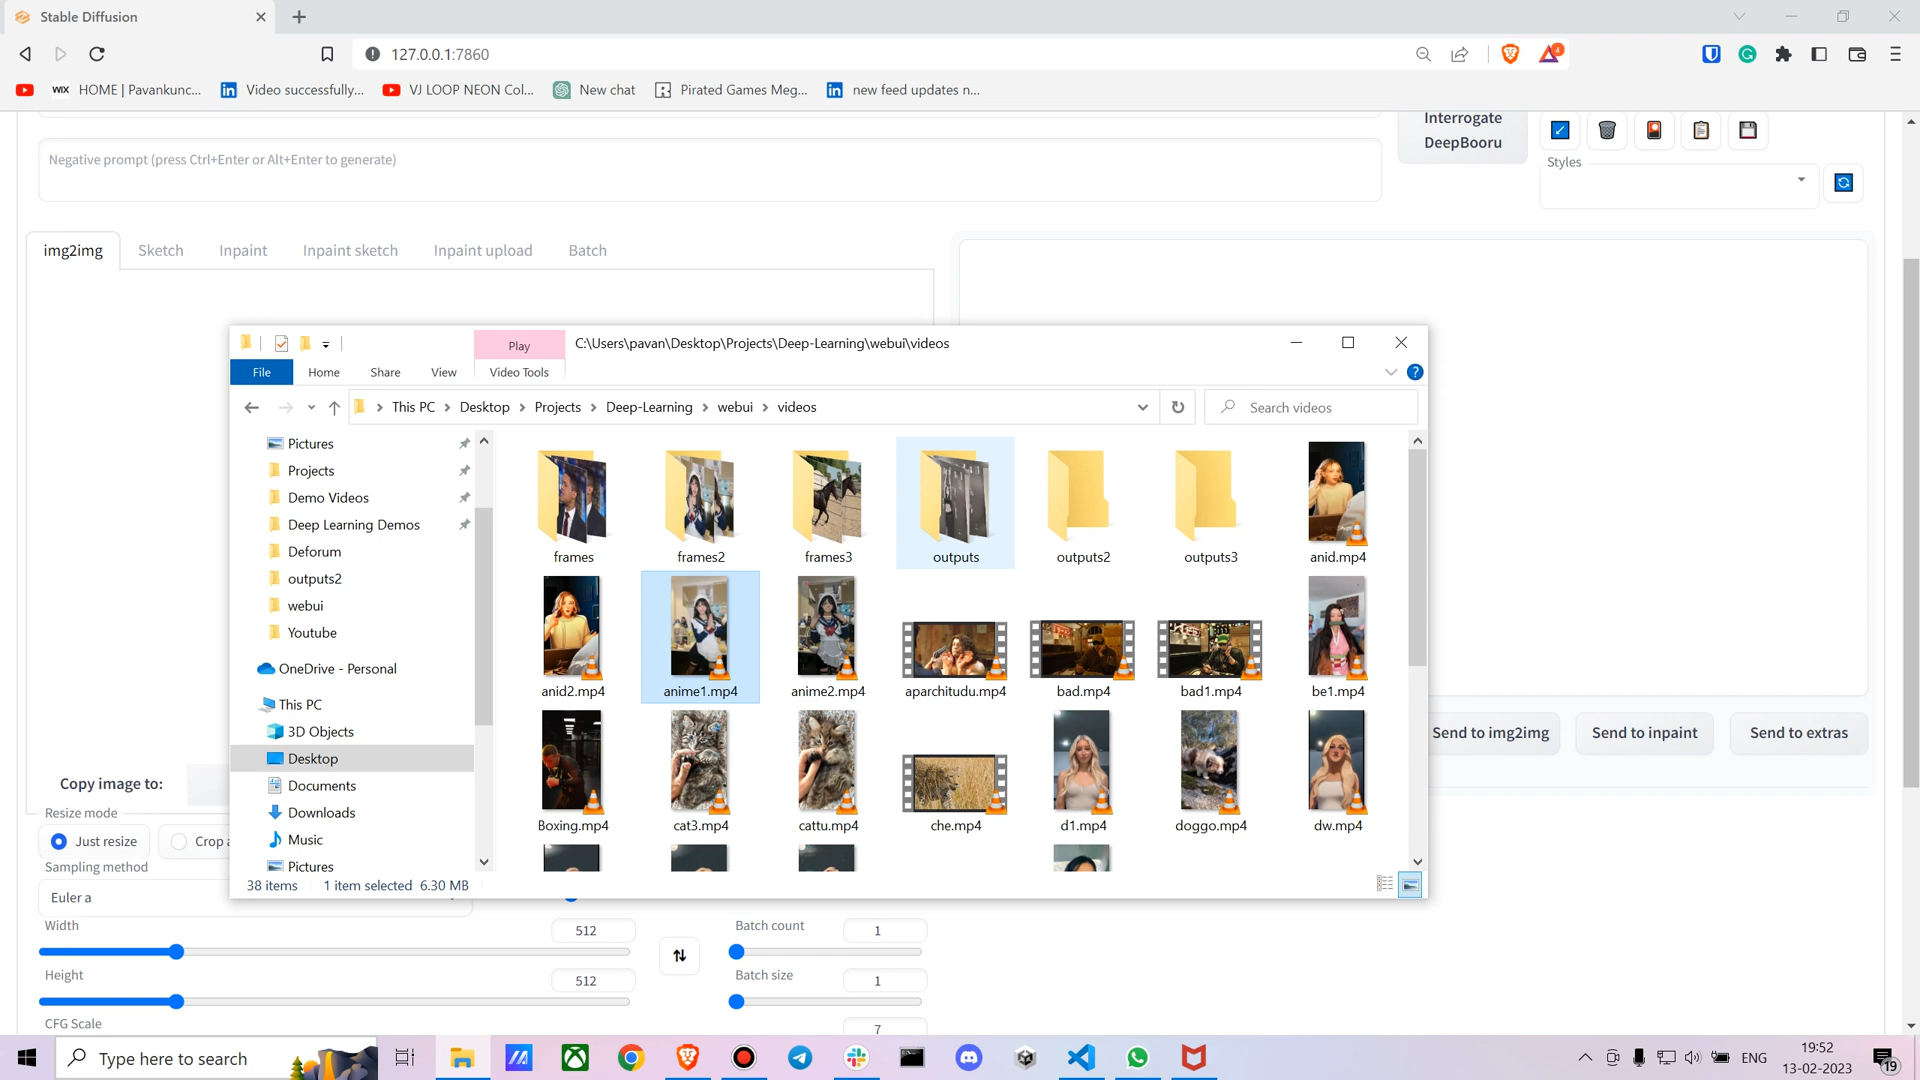 Stable Diffusion
127.0.0.1:7860
4
WIX HOME | Pavankunc...
in Video successfully...
VJ LOOP NEON Col...
New chat
Pirated Games Meg...
in new feed updates n...
Interrogate
DeepBooru
Negative prompt (press Ctrl+Enter or Alt+Enter to generate)
Styles
img2img Sketch Inpaint Inpaint sketch Inpaint upload Batch
Play C:\Users\pavan\Desktop\Projects\Deep-Learning\webui\videos
File Home Share View Video Tools
This PC > Desktop > Projects > Deep-Learning > webui > videos
Search videos
Pictures
Projects
Demo Videos
Deep Learning Demos
Deforum
outputs2
webui
Youtube
OneDrive - Personal
This PC
3D Objects
Desktop
Documents
Downloads
Music
Pictures
frames frames2 frames3 outputs outputs2 outputs3 anid.mp4
anid2.mp4 anime1.mp4 anime2.mp4 aparchitudu.mp4 bad.mp4 bad1.mp4 be1.mp4
Boxing.mp4 cat3.mp4 cattu.mp4 che.mp4 d1.mp4 doggo.mp4 dw.mp4
38 items 1 item selected 6.30 MB
Send to img2img Send to inpaint Send to extras
Copy image to:
Resize mode
Just resize Crop a
Sampling method
Euler a
Width 512
Batch count 1
Height 512
Batch size 1
CFG Scale 7
Type here to search
ENG
19:52
13-02-2023
19